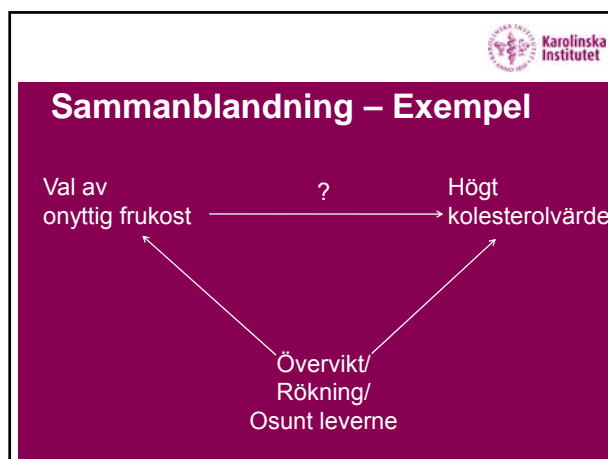 Karolinska
Institutet
Sammanblandning – Exempel
Val av
onyttig frukost
?
Högt
kolesterolvärde
Övervikt/
Rökning/
Osunt leverne